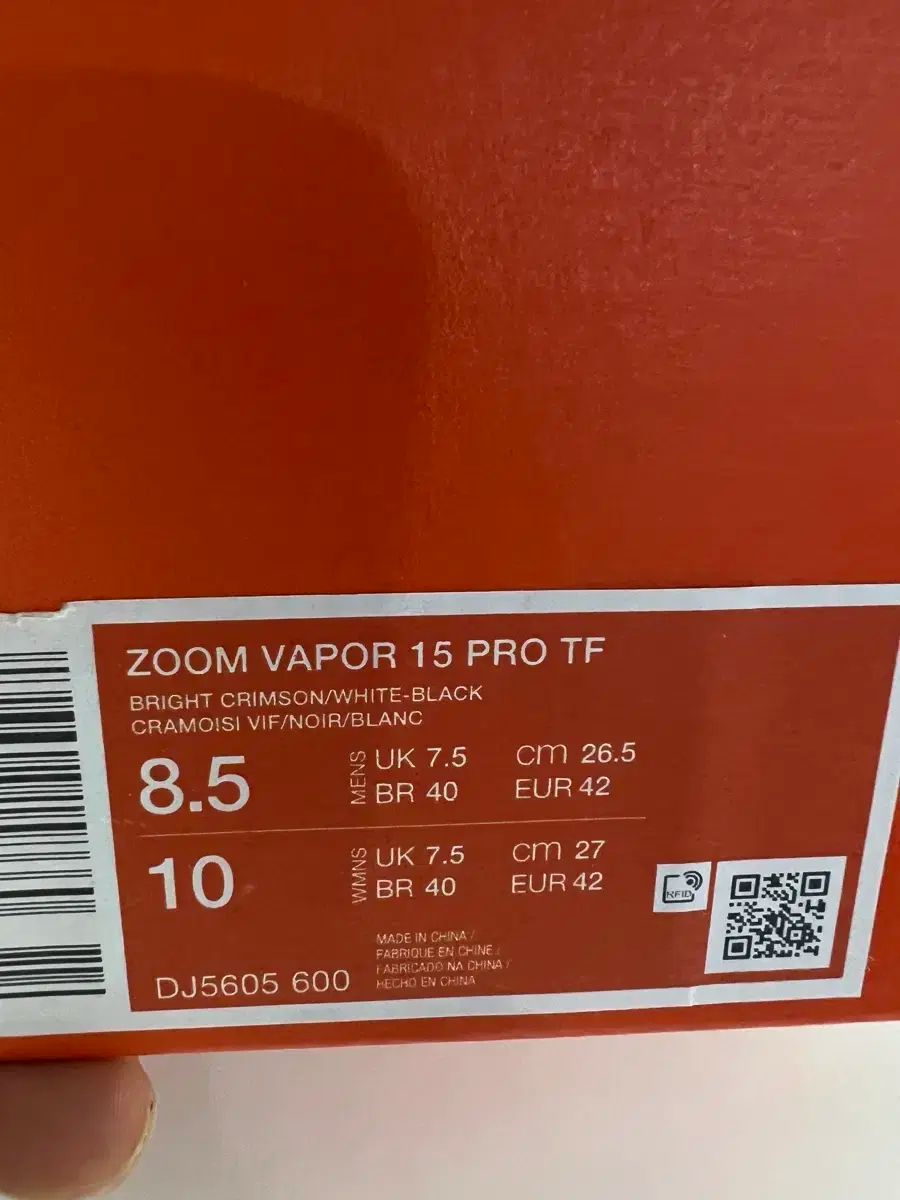 ZOOM VAPOR 15 PRO TF
BRIGHT CRIMSON/WHITE-BLACK
CRAMOISI VIF/NOIR/BLANC
8.5 MENS UK 7.5 cm 26.5
BR 40 EUR 42
10 WMNS UK 7.5 cm 27
BR 40 EUR 42
RFID
MADE IN CHINA /
FABRIQUE EN CHINE /
FABRICADO NA CHINA /
HECHO EN CHINA
DJ5605 600